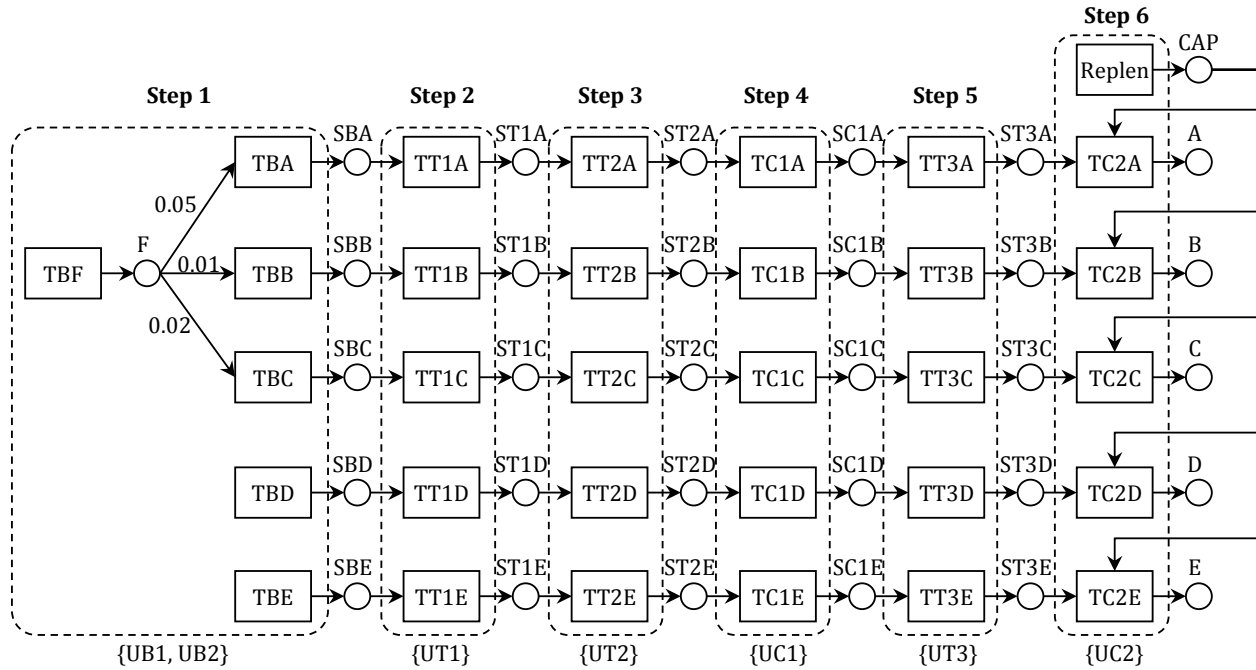 Step 6
CAP
Replen
Step 1
Step 2
Step 3
Step 4
Step 5
SBA
ST1A
ST2A
SC1A
ST3A
A
TBA
TT1A
TT2A
TC1A
TT3A
TC2A
0.05
F
SBB
ST1B
ST2B
SC1B
ST3B
B
TBF
0.01
TBB
TT1B
TT2B
TC1B
TT3B
TC2B
0.02
SBC
ST1C
ST2C
SC1C
ST3C
C
TBC
TT1C
TT2C
TC1C
TT3C
TC2C
SBD
ST1D
ST2D
SC1D
ST3D
D
TBD
TT1D
TT2D
TC1D
TT3D
TC2D
SBE
ST1E
ST2E
SC1E
ST3E
E
TBE
TT1E
TT2E
TC1E
TT3E
TC2E
{UB1, UB2}
{UT1}
{UT2}
{UC1}
{UT3}
{UC2}